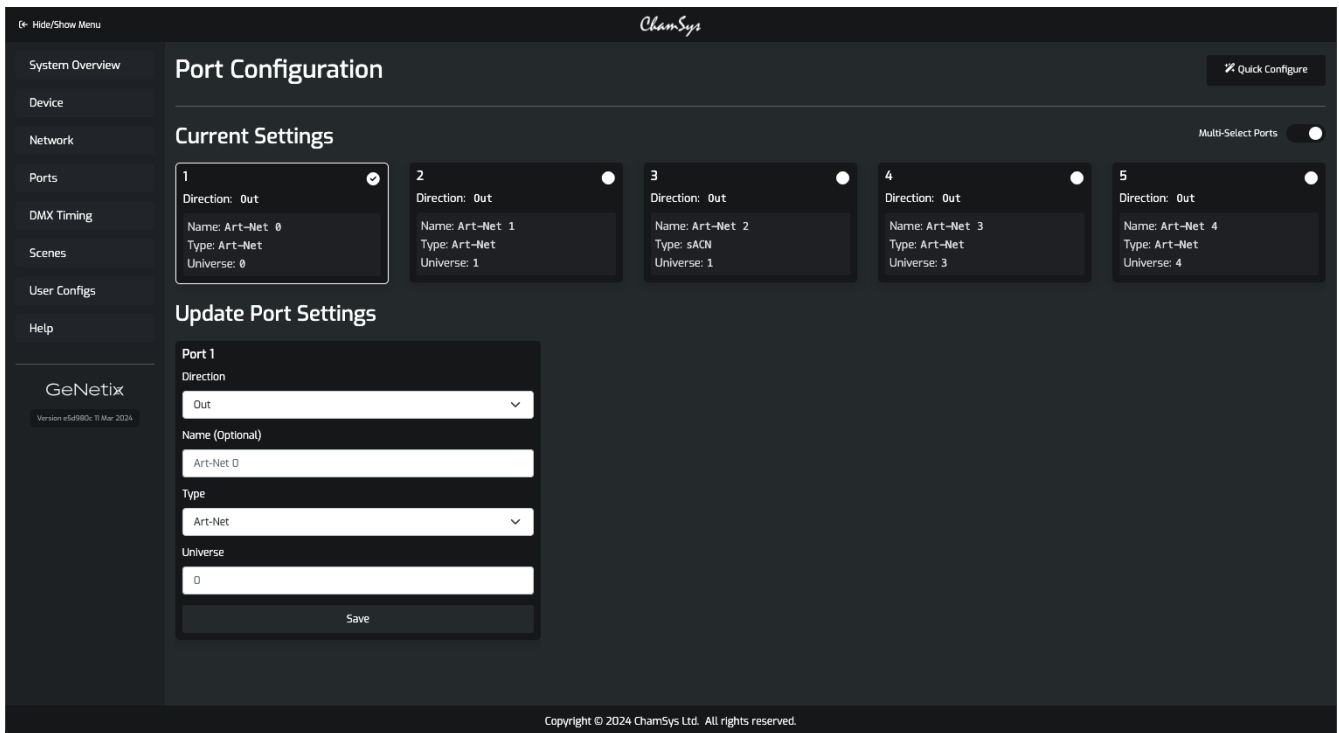 Hide/Show Menu
ChamSys
System Overview
Device
Network
Ports
DMX Timing
Scenes
User Configs
Help
GeNetix
Version e5d980c 11 Mar 2024
Port Configuration
Quick Configure
Current Settings
Multi-Select Ports
1
Direction: Out
Name: Art-Net 0
Type: Art-Net
Universe: 0
2
Direction: Out
Name: Art-Net 1
Type: Art-Net
Universe: 1
3
Direction: Out
Name: Art-Net 2
Type: sACN
Universe: 1
4
Direction: Out
Name: Art-Net 3
Type: Art-Net
Universe: 3
5
Direction: Out
Name: Art-Net 4
Type: Art-Net
Universe: 4
Update Port Settings
Port 1
Direction
Out
Name (Optional)
Art-Net 0
Type
Art-Net
Universe
0
Save
Copyright © 2024 ChamSys Ltd. All rights reserved.